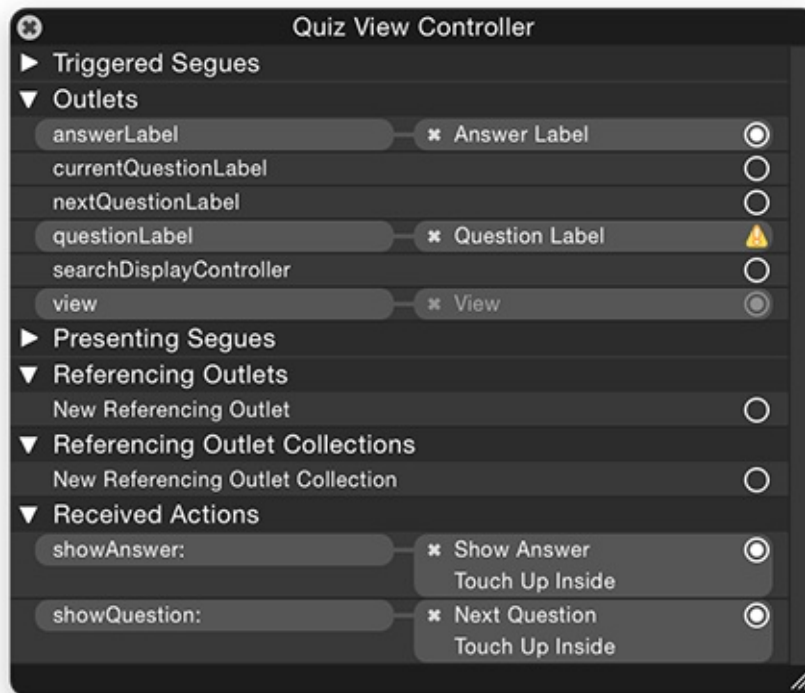 Quiz View Controller
Triggered Segues
Outlets
answerLabel Answer Label
currentQuestionLabel
nextQuestionLabel
questionLabel Question Label
searchDisplayController
view View
Presenting Segues
Referencing Outlets
New Referencing Outlet
Referencing Outlet Collections
New Referencing Outlet Collection
Received Actions
showAnswer: Show Answer
Touch Up Inside
showQuestion: Next Question
Touch Up Inside